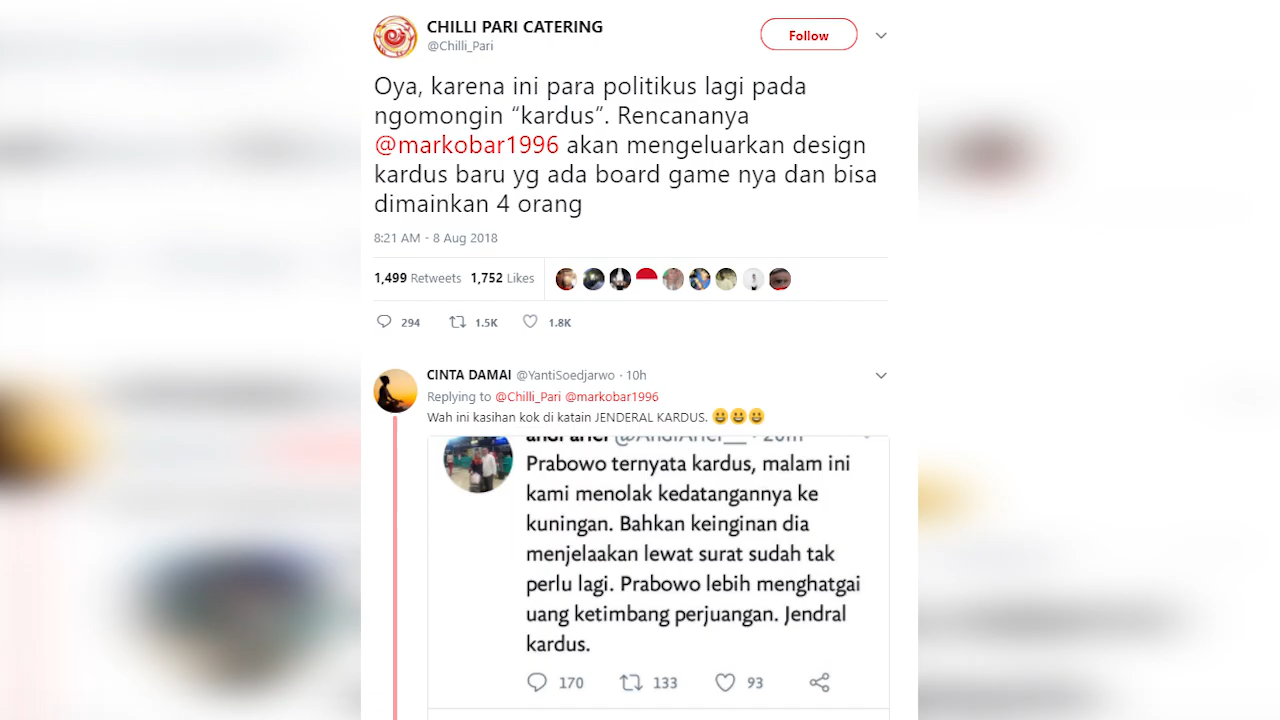 CHILLI PARI CATERING
@Chilli_Pari
Follow
Oya, karena ini para politikus lagi pada
ngomongin “kardus”. Rencananya
@markobar1996 akan mengeluarkan design
kardus baru yg ada board game nya dan bisa
dimainkan 4 orang
8:21 AM - 8 Aug 2018
1,499 Retweets 1,752 Likes
294 1.5K 1.8K
CINTA DAMAI @YantiSoedjarwo · 10h
Replying to @Chilli_Pari @markobar1996
Wah ini kasihan kok di katain JENDERAL KARDUS. 😀😀😀
andi arief @AndiArief__ · 20m
Prabowo ternyata kardus, malam ini
kami menolak kedatangannya ke
kuningan. Bahkan keinginan dia
menjelaakan lewat surat sudah tak
perlu lagi. Prabowo lebih menghatgai
uang ketimbang perjuangan. Jendral
kardus.
170 133 93